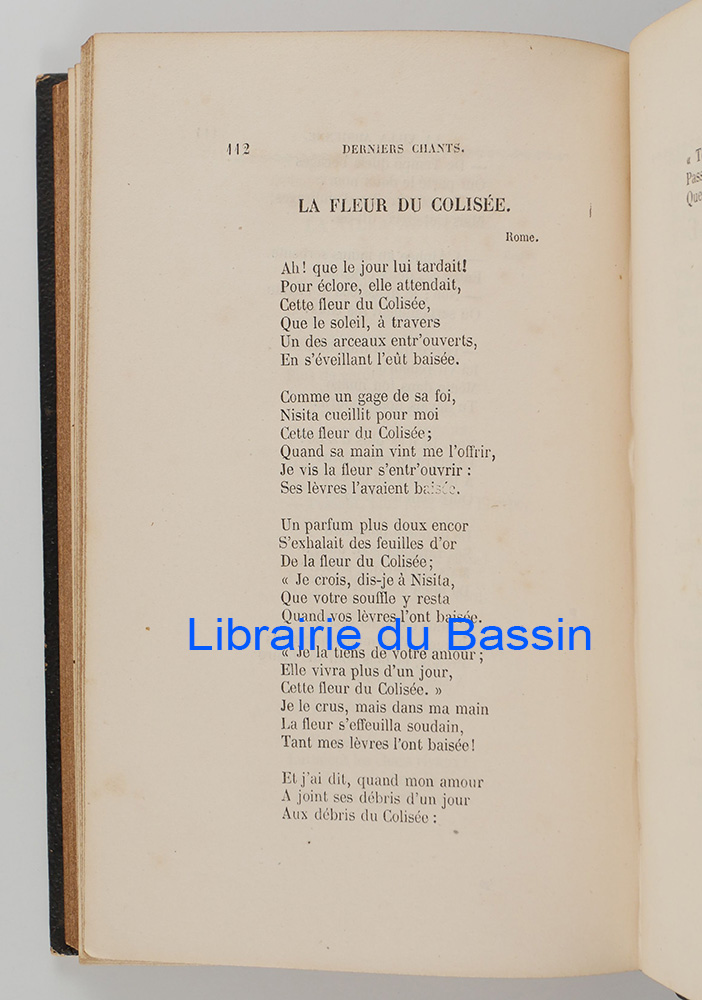 112
DERNIERS CHANTS.
LA FLEUR DU COLISÉE.
Rome.
Ah! que le jour lui tardait!
Pour éclore, elle attendait,
Cette fleur du Colisée,
Que le soleil, à travers
Un des arceaux entr'ouverts,
En s'éveillant l'eût baisée.
Comme un gage de sa foi,
Nisita cueillit pour moi
Cette fleur du Colisée;
Quand sa main vint me l'offrir,
Je vis la fleur s'entr'ouvrir :
Ses lèvres l'avaient baisée.
Un parfum plus doux encor
S'exhalait des feuilles d'or
De la fleur du Colisée;
« Je crois, dis-je à Nisita,
Que votre souffle y resta
Quand vos lèvres l'ont baisée.
Librairie du Bassin
« Je la tiens de votre amour;
Elle vivra plus d'un jour,
Cette fleur du Colisée. »
Je le crus, mais dans ma main
La fleur s'effeuilla soudain,
Tant mes lèvres l'ont baisée!
Et j'ai dit, quand mon amour
A joint ses débris d'un jour
Aux débris du Colisée :